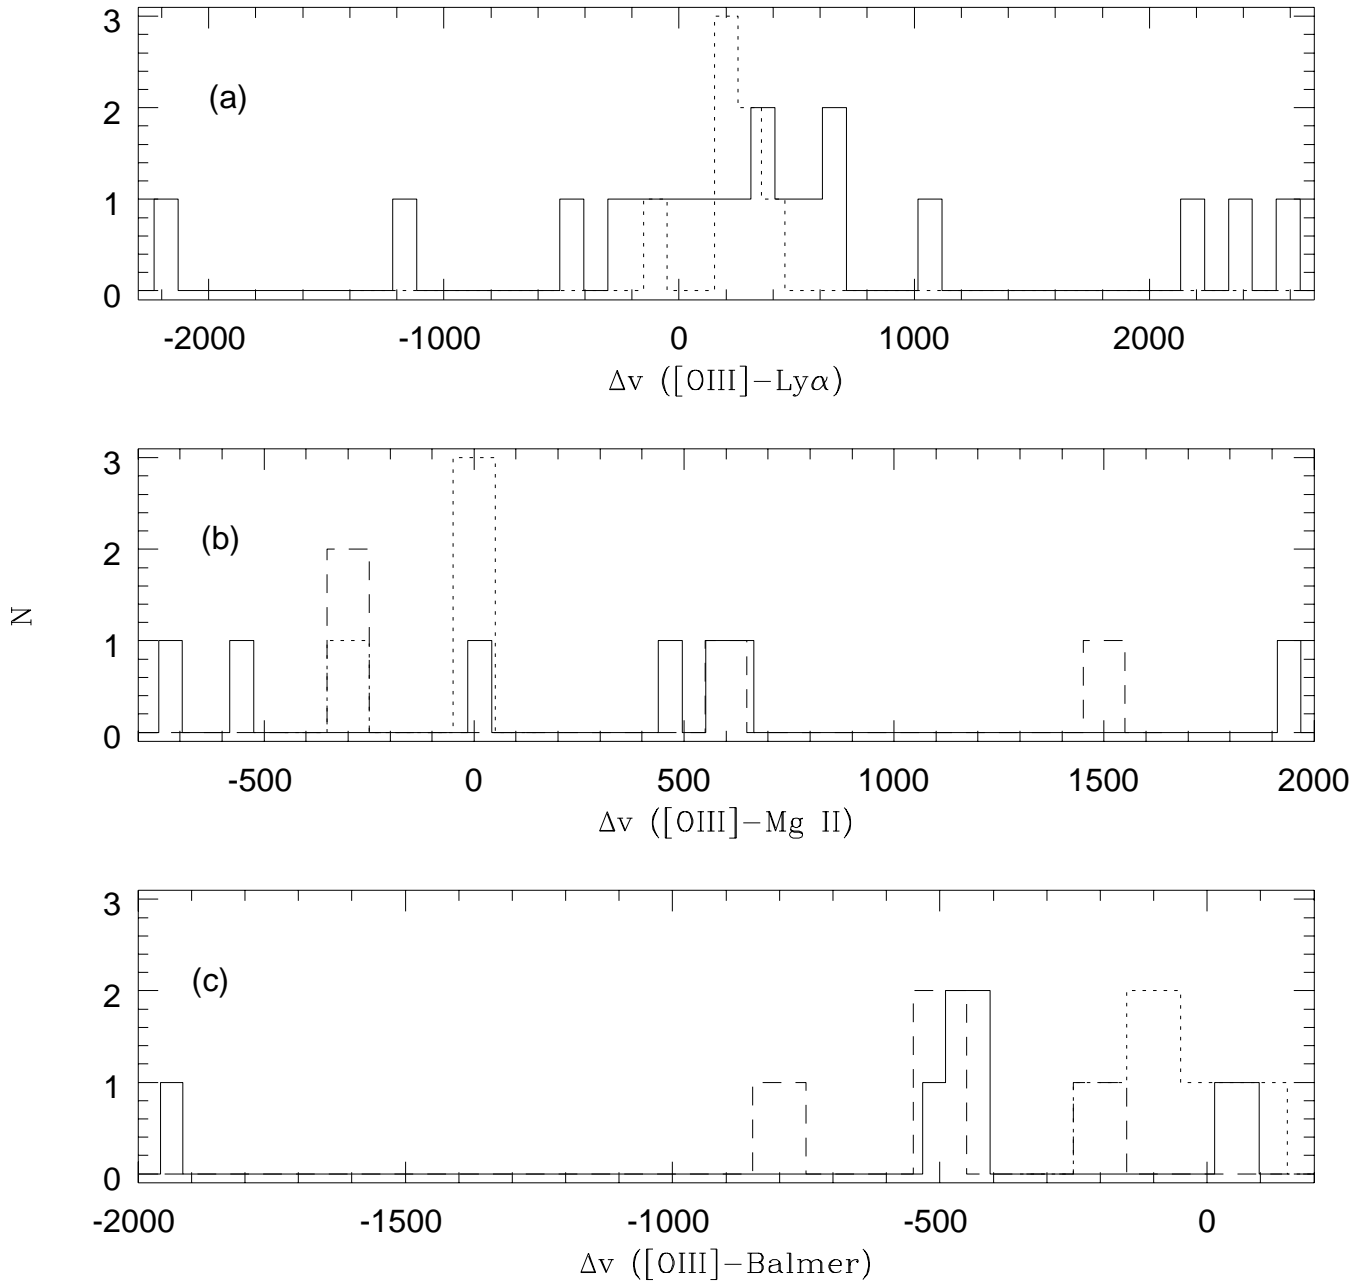 3
2
1
0
(a)
-2000 -1000 0 1000 2000
Δv ([OIII]−Lyα)
3
2
1
0
(b)
N
-500 0 500 1000 1500 2000
Δv ([OIII]−Mg II)
3
2
1
0
(c)
-2000 -1500 -1000 -500 0
Δv ([OIII]−Balmer)